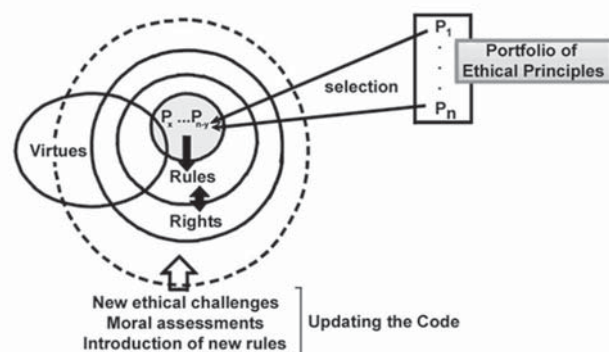 P1
.
.
.
Pn
Portfolio of
Ethical Principles
selection
Px ...Pn-y
Virtues
Rules
Rights
New ethical challenges
Moral assessments
Introduction of new rules
Updating the Code